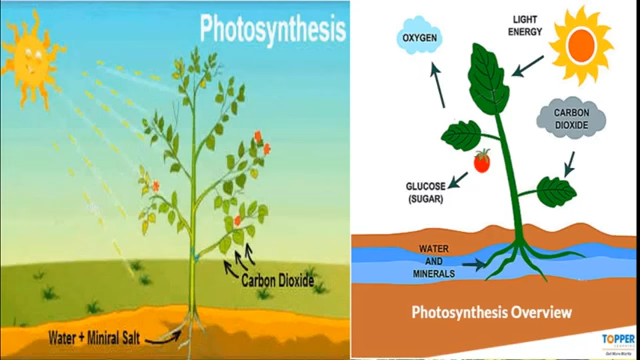 Photosynthesis
Carbon Dioxide
Water + Miniral Salt
OXYGEN
LIGHT
ENERGY
CARBON
DIOXIDE
GLUCOSE
(SUGAR)
WATER
AND
MINERALS
Photosynthesis Overview
TOPPER